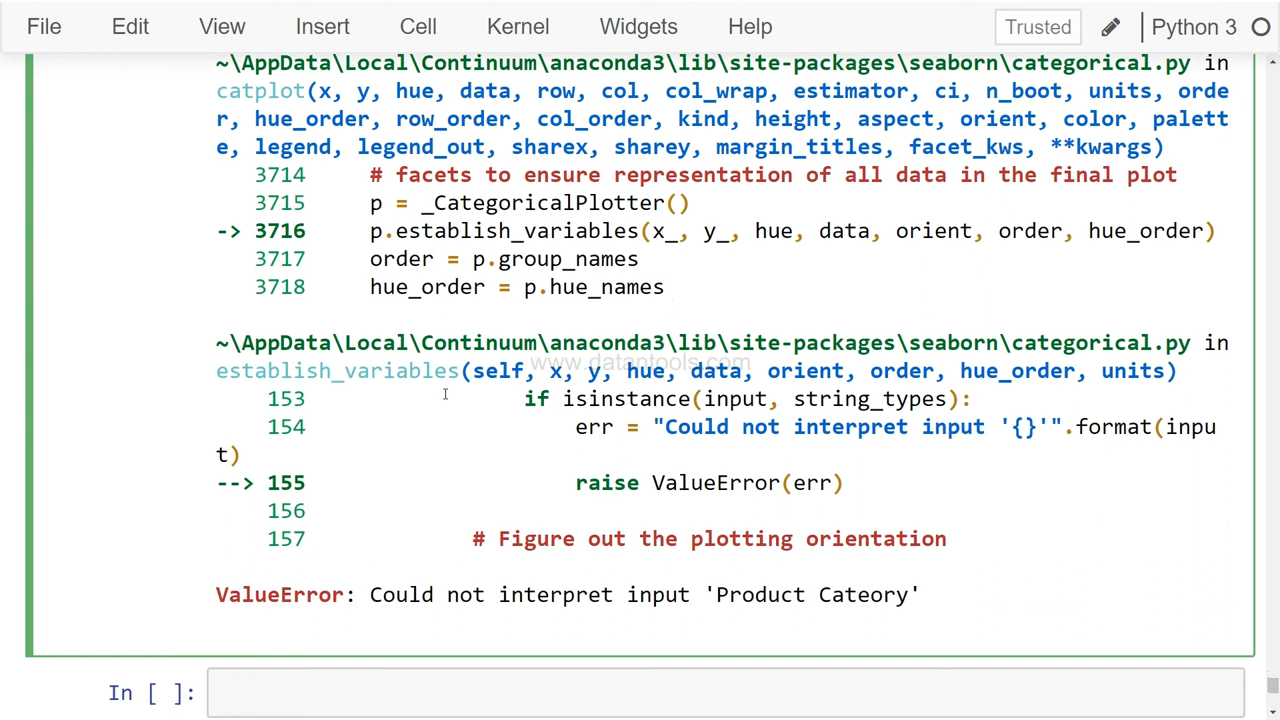 File Edit View Insert Cell Kernel Widgets Help Trusted Python 3
~\AppData\Local\Continuum\anaconda3\lib\site-packages\seaborn\categorical.py in
catplot(x, y, hue, data, row, col, col_wrap, estimator, ci, n_boot, units, orde
r, hue_order, row_order, col_order, kind, height, aspect, orient, color, palett
e, legend, legend_out, sharex, sharey, margin_titles, facet_kws, **kwargs)
3714 # facets to ensure representation of all data in the final plot
3715 p = _CategoricalPlotter()
-> 3716 p.establish_variables(x_, y_, hue, data, orient, order, hue_order)
3717 order = p.group_names
3718 hue_order = p.hue_names
~\AppData\Local\Continuum\anaconda3\lib\site-packages\seaborn\categorical.py in
www.datantools.com
establish_variables(self, x, y, hue, data, orient, order, hue_order, units)
153 if isinstance(input, string_types):
154 err = "Could not interpret input '{}'".format(inpu
t)
--> 155 raise ValueError(err)
156
157 # Figure out the plotting orientation
ValueError: Could not interpret input 'Product Cateory'
In [ ]: